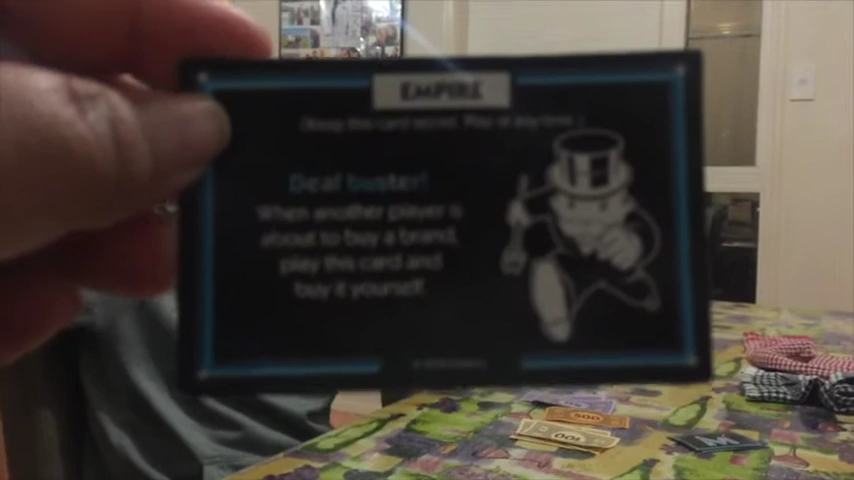 EMPIRE
(Keep this card secret. Play at any time.)
Deal buster!
When another player is
about to buy a brand,
play this card and
buy it yourself.
500
100
M